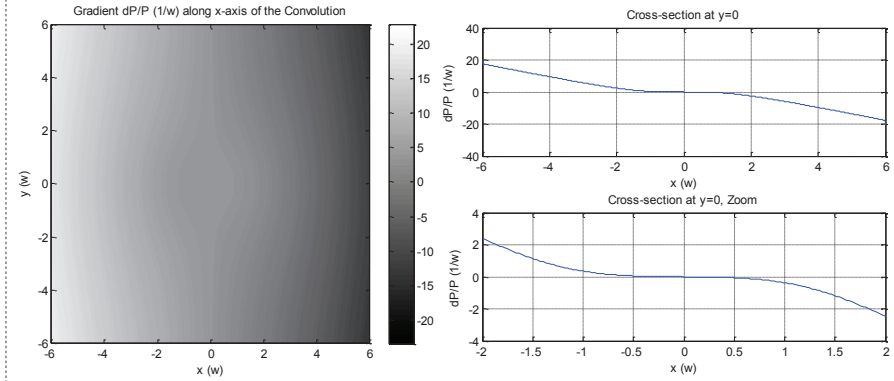 Gradient dP/P (1/w) along x-axis of the Convolution
6
4
2
0
-2
-4
-6
y (w)
-6 -4 -2 0 2 4 6
x (w)
20
15
10
5
0
-5
-10
-15
-20
Cross-section at y=0
40
20
0
-20
-40
dP/P (1/w)
-6 -4 -2 0 2 4 6
x (w)
Cross-section at y=0, Zoom
4
2
0
-2
-4
dP/P (1/w)
-2 -1.5 -1 -0.5 0 0.5 1 1.5 2
x (w)